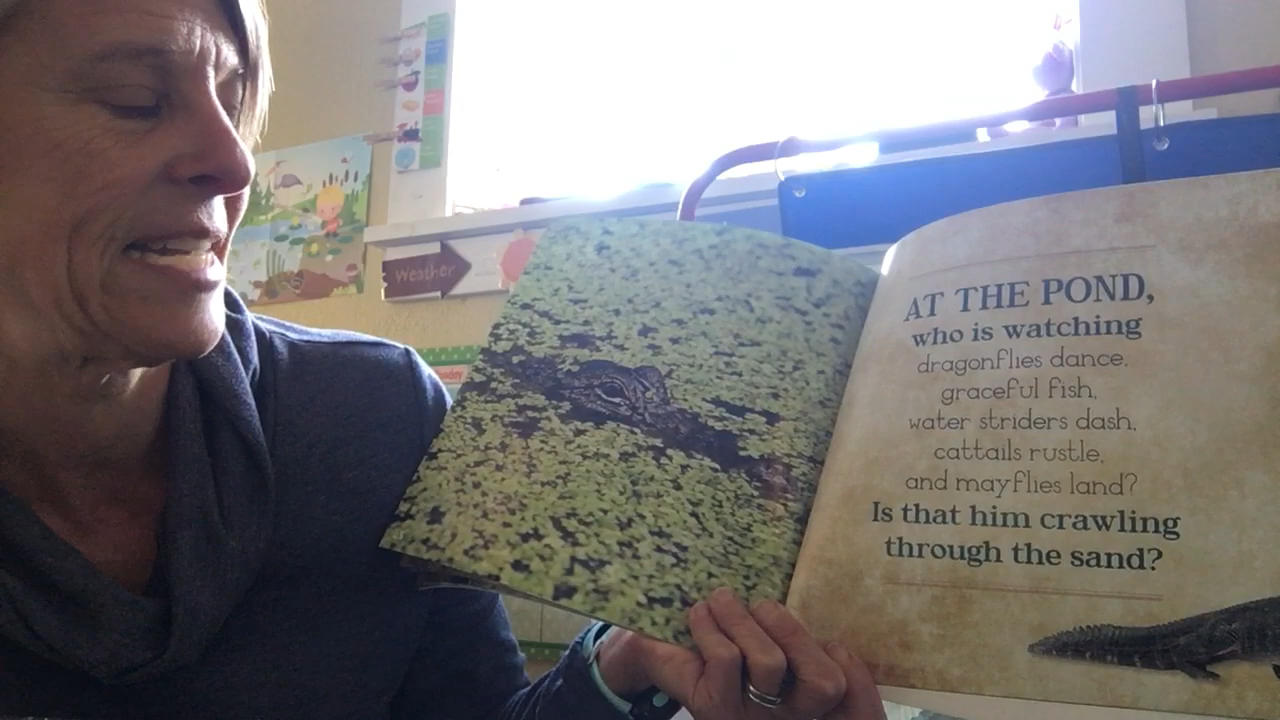 Weather
AT THE POND,
who is watching
dragonflies dance,
graceful fish,
water striders dash,
cattails rustle,
and mayflies land?
Is that him crawling
through the sand?